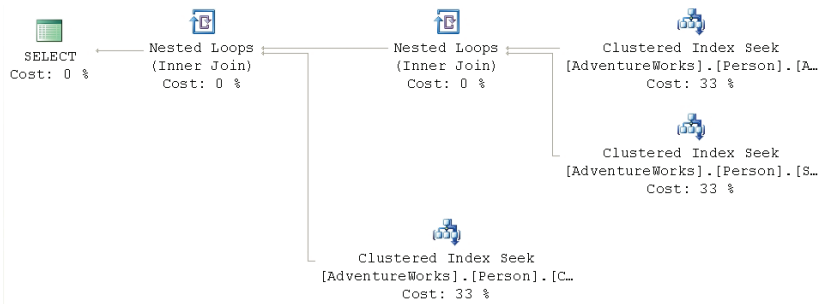 SELECT
Cost: 0 %
Nested Loops
(Inner Join)
Cost: 0 %
Nested Loops
(Inner Join)
Cost: 0 %
Clustered Index Seek
[AdventureWorks].[Person].[A…
Cost: 33 %
Clustered Index Seek
[AdventureWorks].[Person].[S…
Cost: 33 %
Clustered Index Seek
[AdventureWorks].[Person].[C…
Cost: 33 %